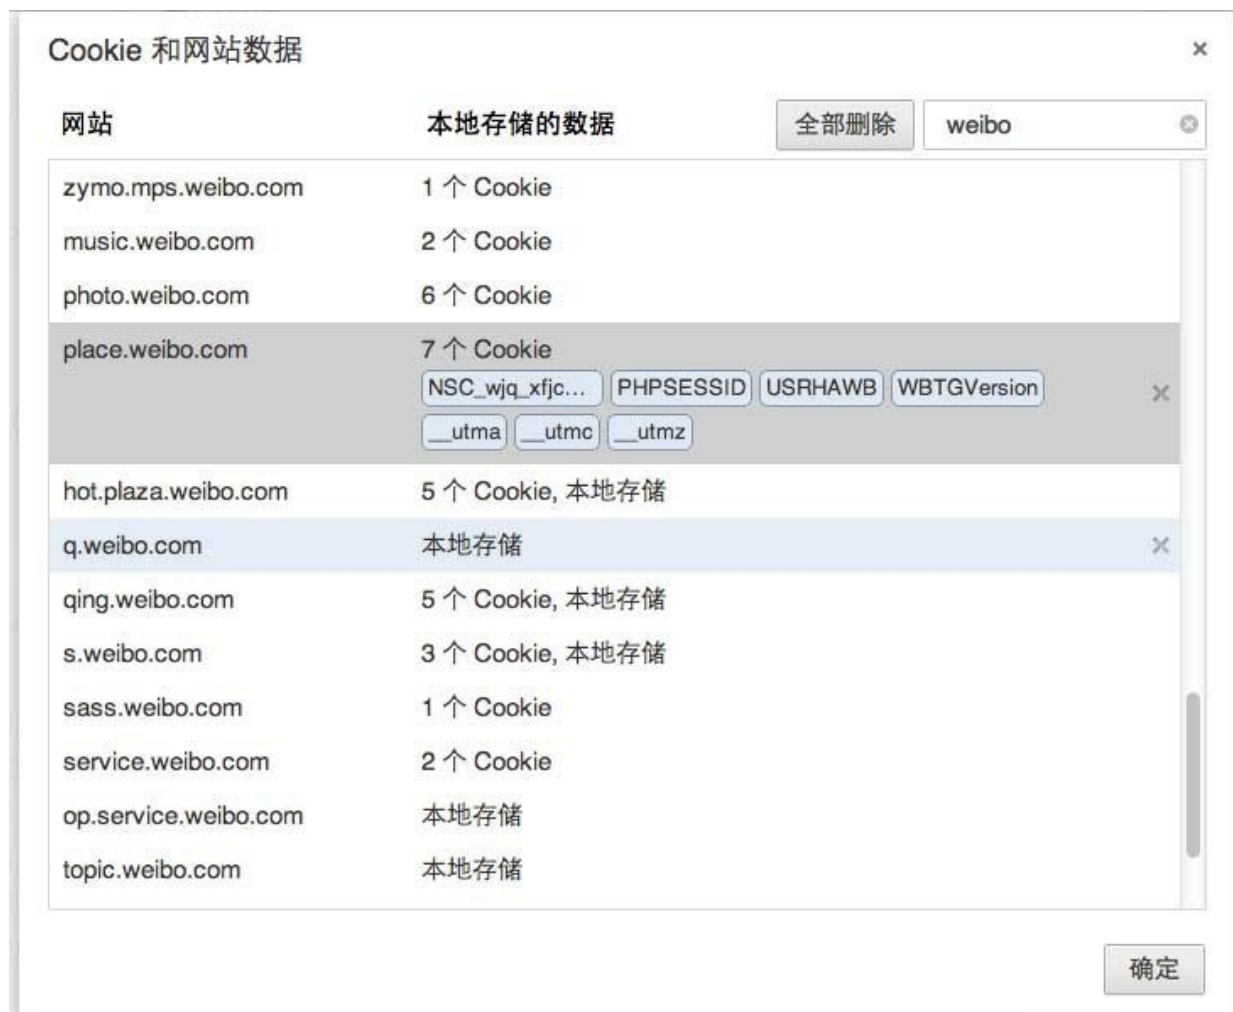 Cookie 和网站数据
网站 本地存储的数据 全部删除 weibo
zymo.mps.weibo.com 1 个 Cookie
music.weibo.com 2 个 Cookie
photo.weibo.com 6 个 Cookie
place.weibo.com 7 个 Cookie
NSC_wjq_xfjc... PHPSESSID USRHAWB WBTGVersion
__utma __utmc __utmz
hot.plaza.weibo.com 5 个 Cookie, 本地存储
q.weibo.com 本地存储
qing.weibo.com 5 个 Cookie, 本地存储
s.weibo.com 3 个 Cookie, 本地存储
sass.weibo.com 1 个 Cookie
service.weibo.com 2 个 Cookie
op.service.weibo.com 本地存储
topic.weibo.com 本地存储
确定